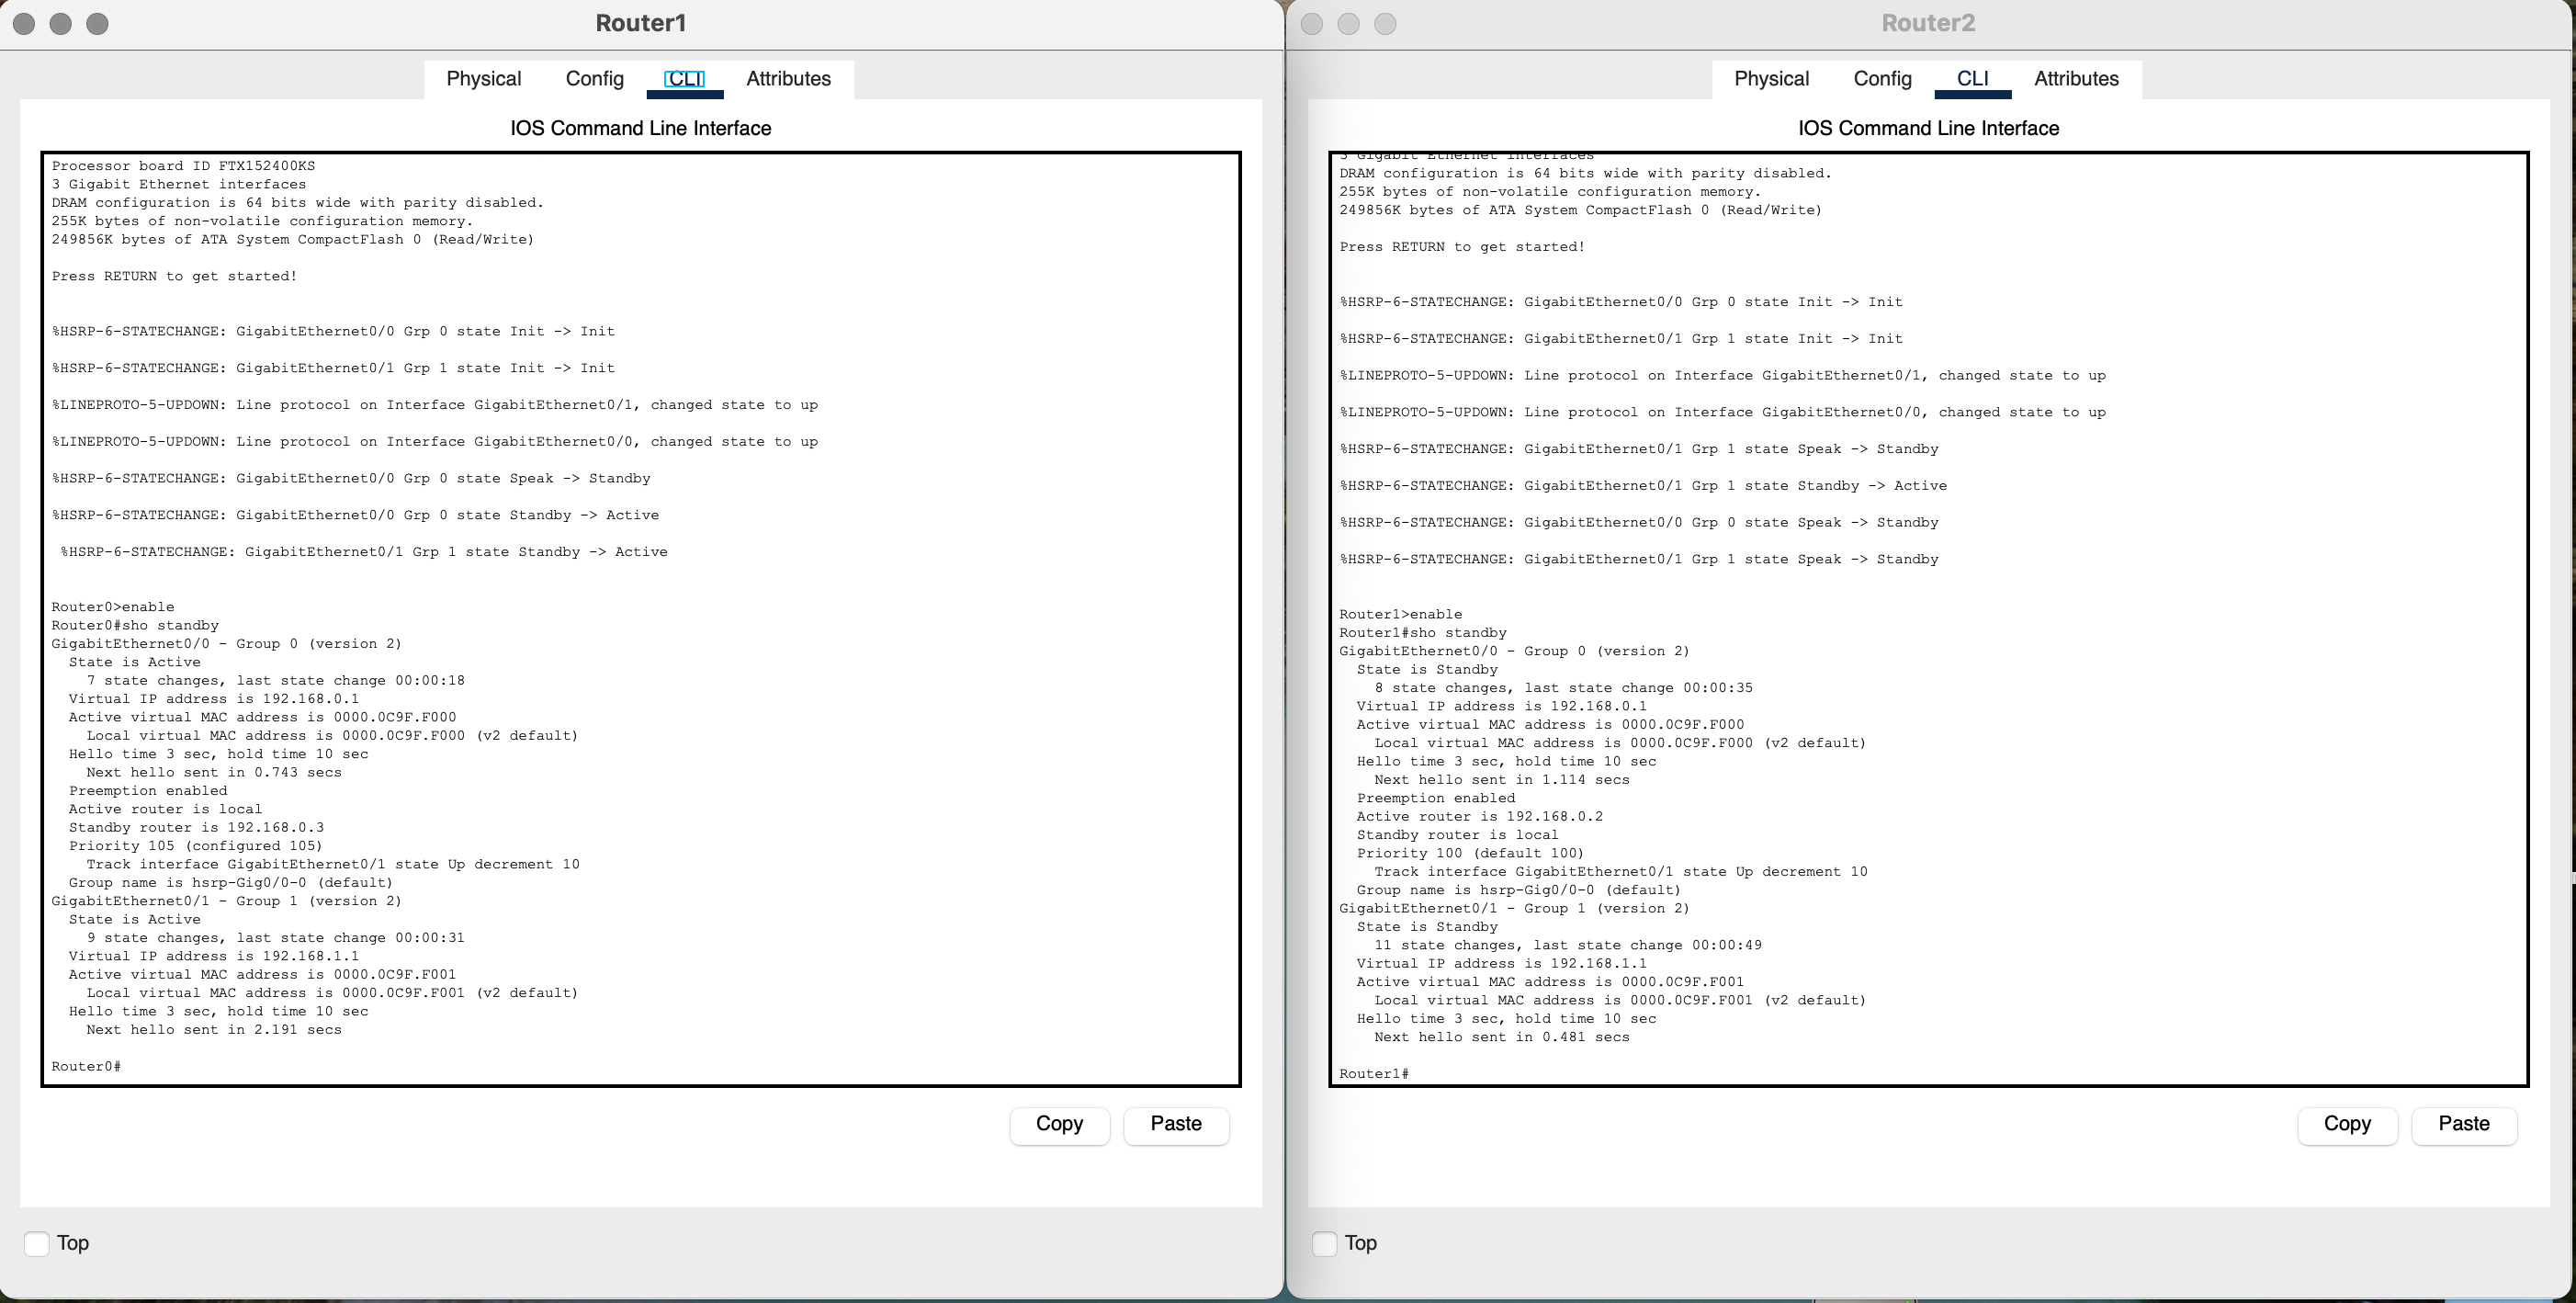 Router1
Physical Config CLI Attributes
IOS Command Line Interface
Processor board ID FTX152400KS
3 Gigabit Ethernet interfaces
DRAM configuration is 64 bits wide with parity disabled.
255K bytes of non-volatile configuration memory.
249856K bytes of ATA System CompactFlash 0 (Read/Write)
Press RETURN to get started!
%HSRP-6-STATECHANGE: GigabitEthernet0/0 Grp 0 state Init -> Init
%HSRP-6-STATECHANGE: GigabitEthernet0/1 Grp 1 state Init -> Init
%LINEPROTO-5-UPDOWN: Line protocol on Interface GigabitEthernet0/1, changed state to up
%LINEPROTO-5-UPDOWN: Line protocol on Interface GigabitEthernet0/0, changed state to up
%HSRP-6-STATECHANGE: GigabitEthernet0/0 Grp 0 state Speak -> Standby
%HSRP-6-STATECHANGE: GigabitEthernet0/0 Grp 0 state Standby -> Active
%HSRP-6-STATECHANGE: GigabitEthernet0/1 Grp 1 state Standby -> Active
Router0>enable
Router0#sho standby
GigabitEthernet0/0 - Group 0 (version 2)
State is Active
7 state changes, last state change 00:00:18
Virtual IP address is 192.168.0.1
Active virtual MAC address is 0000.0C9F.F000
Local virtual MAC address is 0000.0C9F.F000 (v2 default)
Hello time 3 sec, hold time 10 sec
Next hello sent in 0.743 secs
Preemption enabled
Active router is local
Standby router is 192.168.0.3
Priority 105 (configured 105)
Track interface GigabitEthernet0/1 state Up decrement 10
Group name is hsrp-Gig0/0-0 (default)
GigabitEthernet0/1 - Group 1 (version 2)
State is Active
9 state changes, last state change 00:00:31
Virtual IP address is 192.168.1.1
Active virtual MAC address is 0000.0C9F.F001
Local virtual MAC address is 0000.0C9F.F001 (v2 default)
Hello time 3 sec, hold time 10 sec
Next hello sent in 2.191 secs
Router0#
Copy Paste
Top
Router2
Physical Config CLI Attributes
IOS Command Line Interface
3 Gigabit Ethernet interfaces
DRAM configuration is 64 bits wide with parity disabled.
255K bytes of non-volatile configuration memory.
249856K bytes of ATA System CompactFlash 0 (Read/Write)
Press RETURN to get started!
%HSRP-6-STATECHANGE: GigabitEthernet0/0 Grp 0 state Init -> Init
%HSRP-6-STATECHANGE: GigabitEthernet0/1 Grp 1 state Init -> Init
%LINEPROTO-5-UPDOWN: Line protocol on Interface GigabitEthernet0/1, changed state to up
%LINEPROTO-5-UPDOWN: Line protocol on Interface GigabitEthernet0/0, changed state to up
%HSRP-6-STATECHANGE: GigabitEthernet0/1 Grp 1 state Speak -> Standby
%HSRP-6-STATECHANGE: GigabitEthernet0/1 Grp 1 state Standby -> Active
%HSRP-6-STATECHANGE: GigabitEthernet0/0 Grp 0 state Speak -> Standby
%HSRP-6-STATECHANGE: GigabitEthernet0/1 Grp 1 state Speak -> Standby
Router1>enable
Router1#sho standby
GigabitEthernet0/0 - Group 0 (version 2)
State is Standby
8 state changes, last state change 00:00:35
Virtual IP address is 192.168.0.1
Active virtual MAC address is 0000.0C9F.F000
Local virtual MAC address is 0000.0C9F.F000 (v2 default)
Hello time 3 sec, hold time 10 sec
Next hello sent in 1.114 secs
Preemption enabled
Active router is 192.168.0.2
Standby router is local
Priority 100 (default 100)
Track interface GigabitEthernet0/1 state Up decrement 10
Group name is hsrp-Gig0/0-0 (default)
GigabitEthernet0/1 - Group 1 (version 2)
State is Standby
11 state changes, last state change 00:00:49
Virtual IP address is 192.168.1.1
Active virtual MAC address is 0000.0C9F.F001
Local virtual MAC address is 0000.0C9F.F001 (v2 default)
Hello time 3 sec, hold time 10 sec
Next hello sent in 0.481 secs
Router1#
Copy Paste
Top